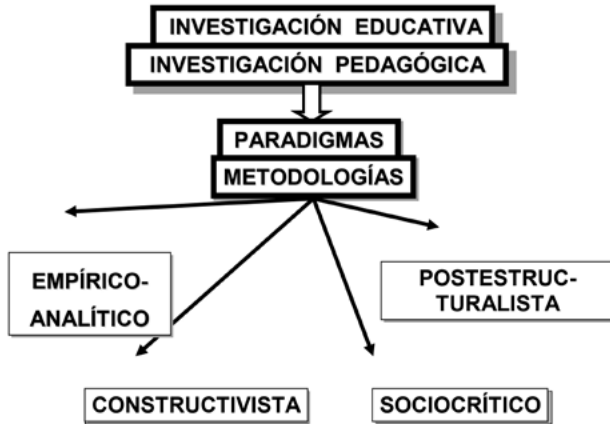 INVESTIGACIÓN EDUCATIVA
INVESTIGACIÓN PEDAGÓGICA
PARADIGMAS
METODOLOGÍAS
EMPÍRICO-
ANALÍTICO
POSTESTRUC-
TURALISTA
CONSTRUCTIVISTA
SOCIOCRÍTICO